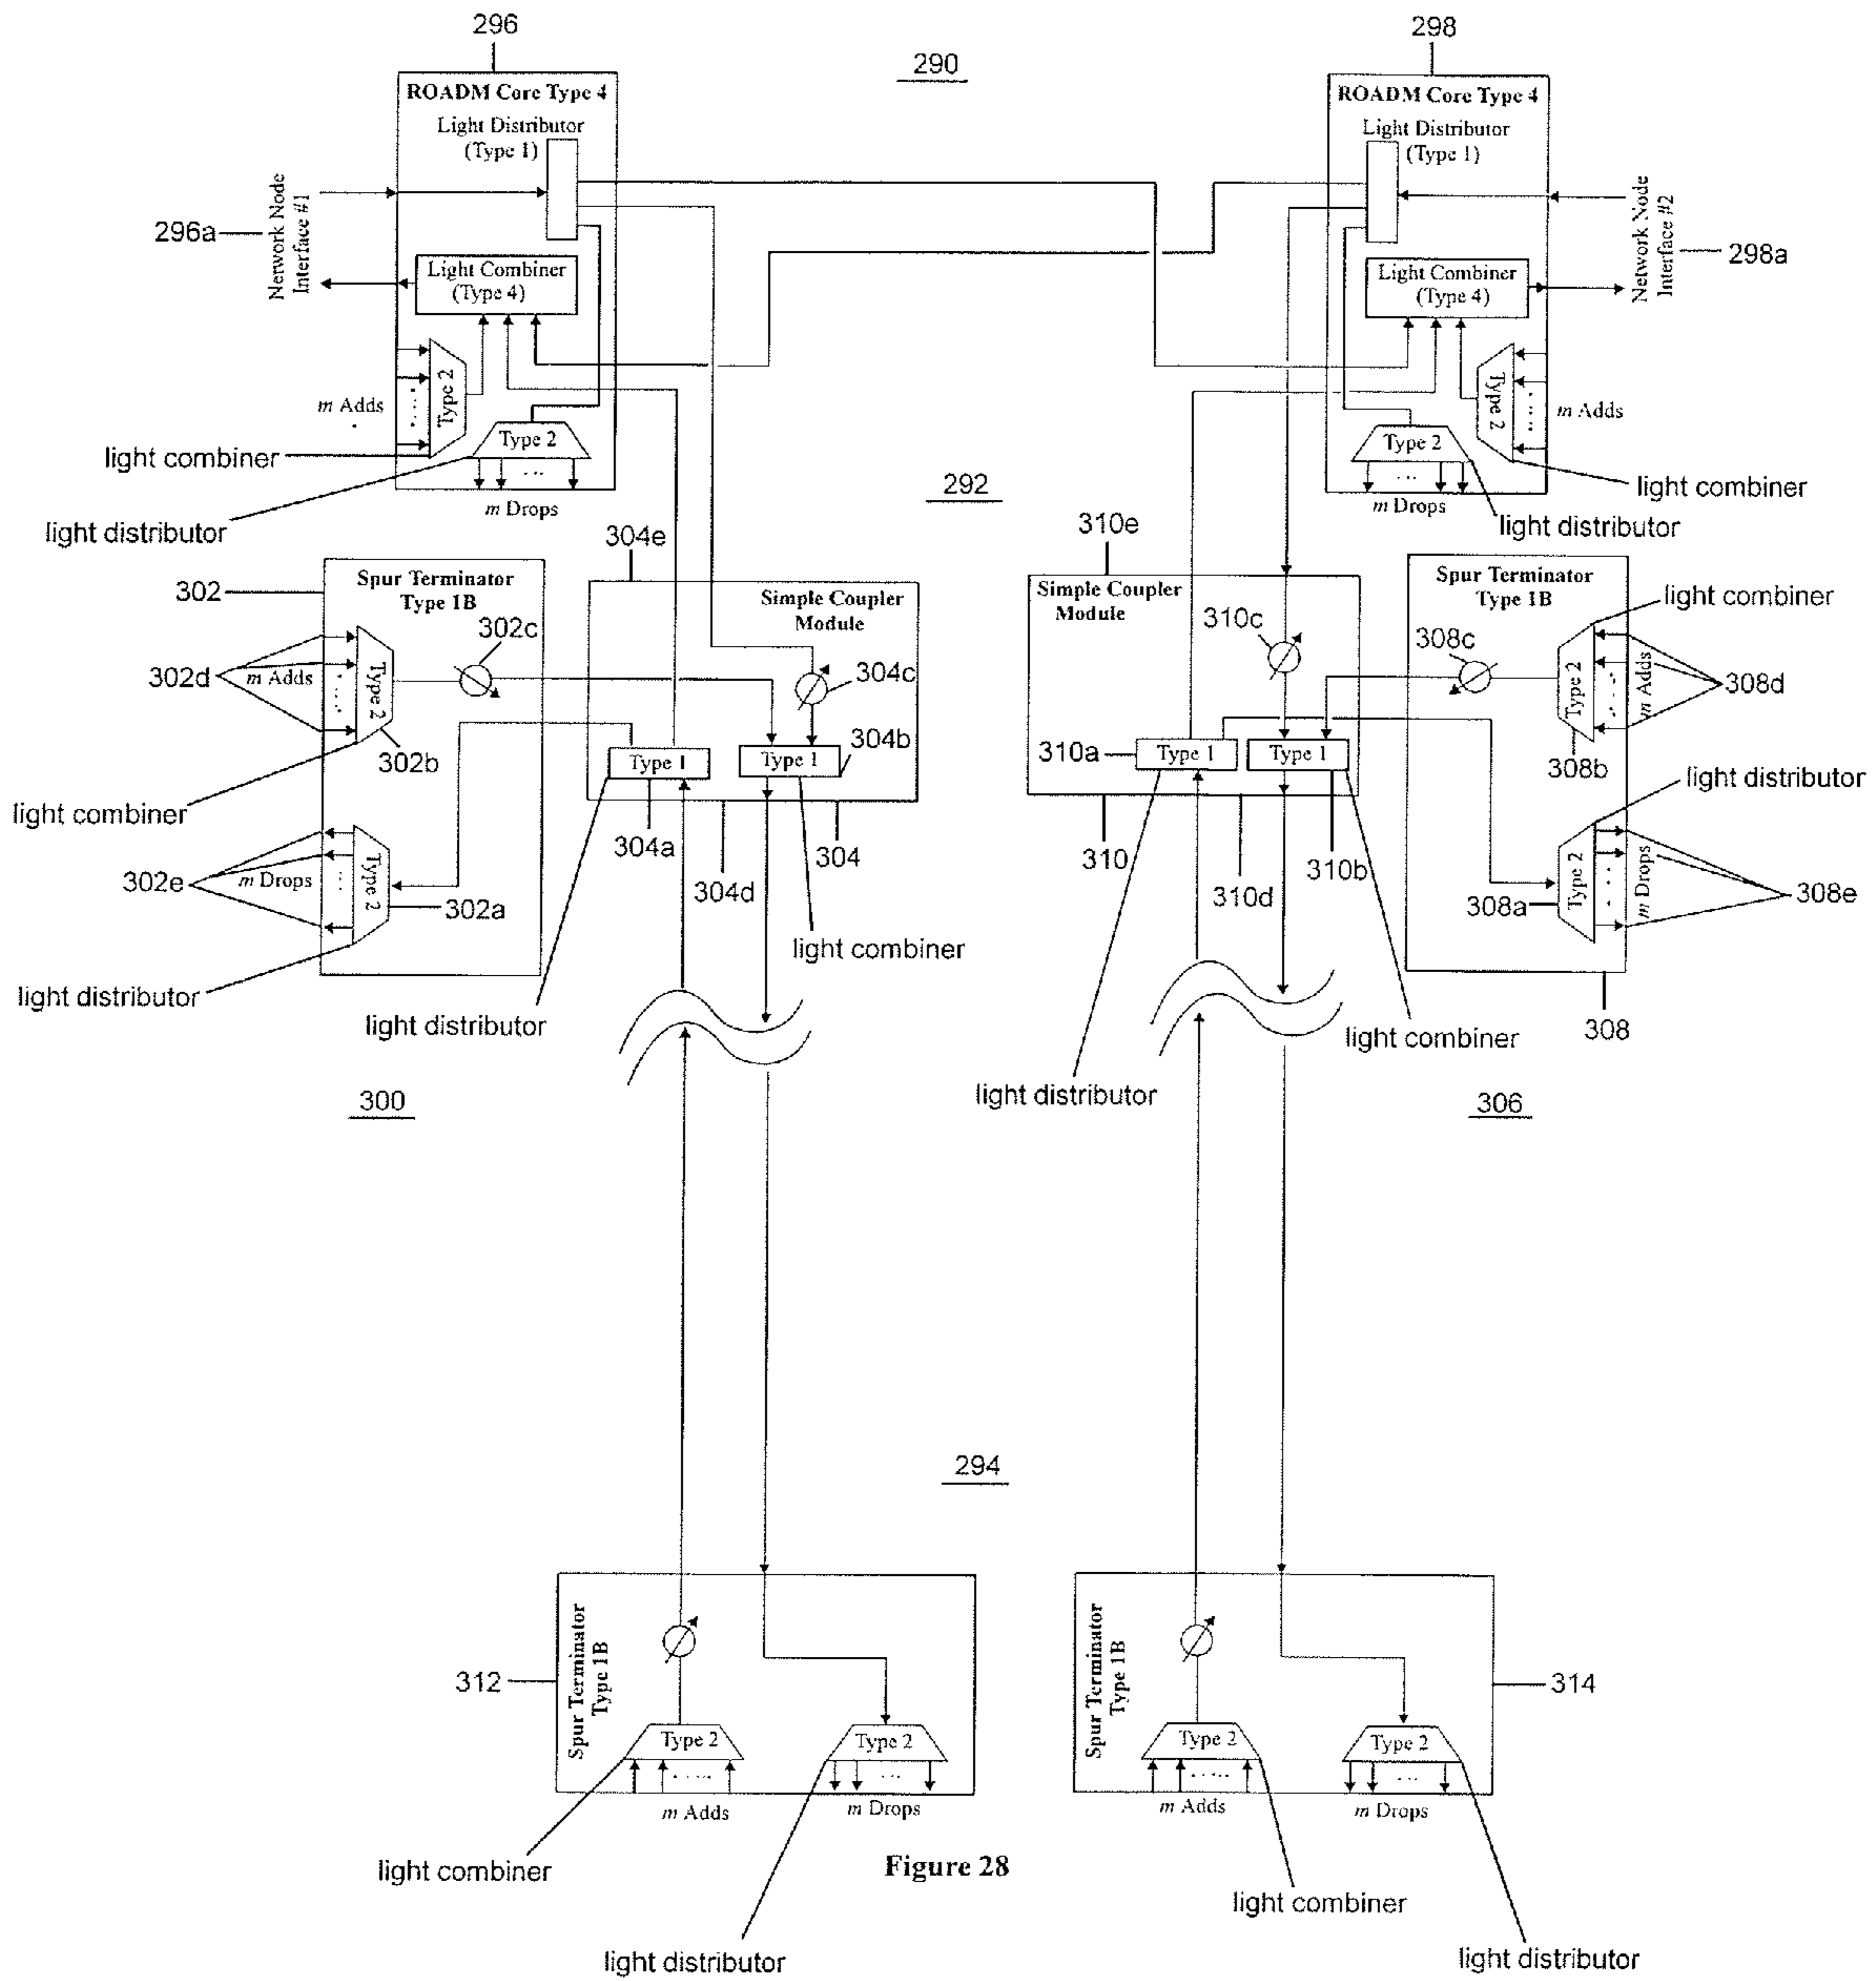 296
290
298
ROADM Core Type 4
Light Distributor
(Type 1)
Network Node
Interface #1
296a
Light Combiner
(Type 4)
Type 2
m Adds
Type 2
light combiner
light distributor
m Drops
ROADM Core Type 4
Light Distributor
(Type 1)
Network Node
Interface #2
298a
Light Combiner
(Type 4)
Type 2
m Adds
Type 2
light combiner
m Drops
light distributor
292
304e
310e
302
Spur Terminator
Type 1B
302c
302d
m Adds
Type 2
302b
light combiner
302e
m Drops
Type 2
302a
light distributor
Simple Coupler
Module
304c
304b
Type 1
Type 1
304a
304d
304
light combiner
light distributor
Simple Coupler
Module
310c
310a
Type 1
Type 1
310
310d
310b
light combiner
light distributor
Spur Terminator
Type 1B
light combiner
308c
Type 2
m Adds
308d
308b
light distributor
308a
Type 2
m Drops
308e
308
300
306
294
312
Spur Terminator
Type 1B
Type 2
Type 2
m Adds
m Drops
light combiner
light distributor
Spur Terminator
Type 1B
314
Type 2
Type 2
m Adds
m Drops
light combiner
light distributor
Figure 28